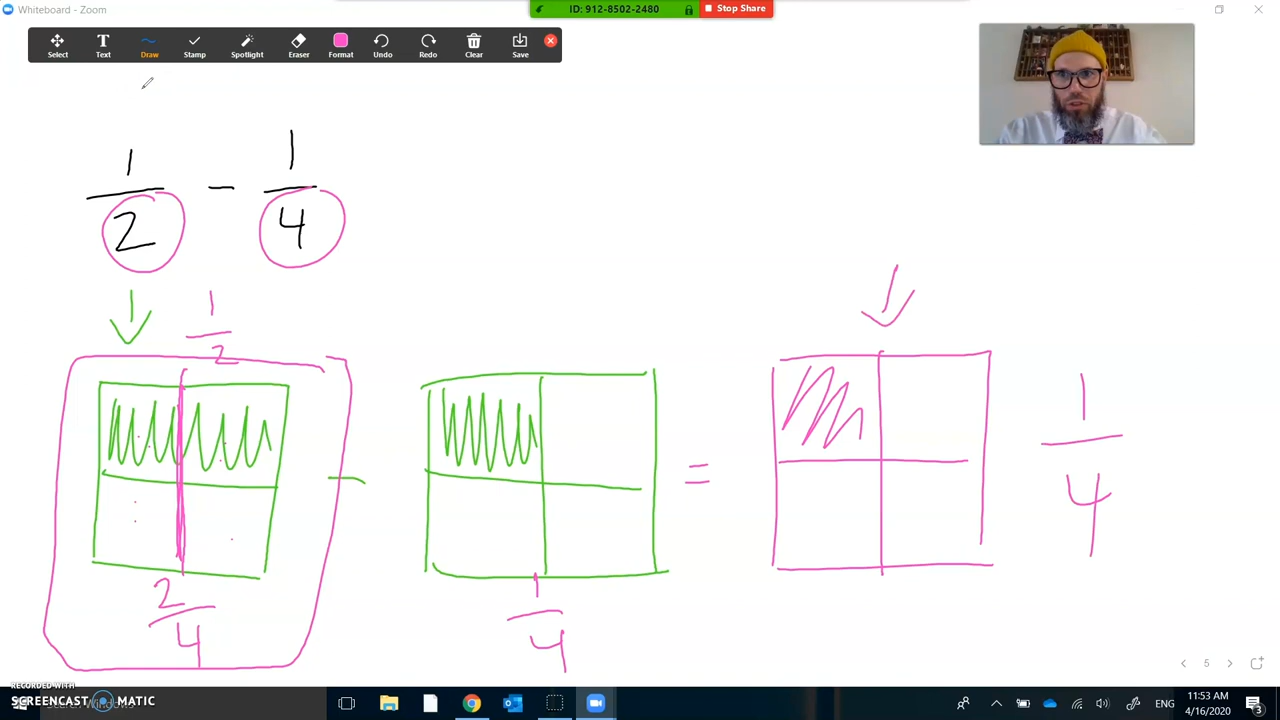 Whiteboard - Zoom
ID: 912-8502-2480 Stop Share
Select Text Draw Stamp Spotlight Eraser Format Undo Redo Clear Save
1/2 - 1/4
1/2
- =
1/4
2/4
1/4
5
RECORDED WITH
SCREENCAST MATIC
ENG
11:53 AM
4/16/2020
3